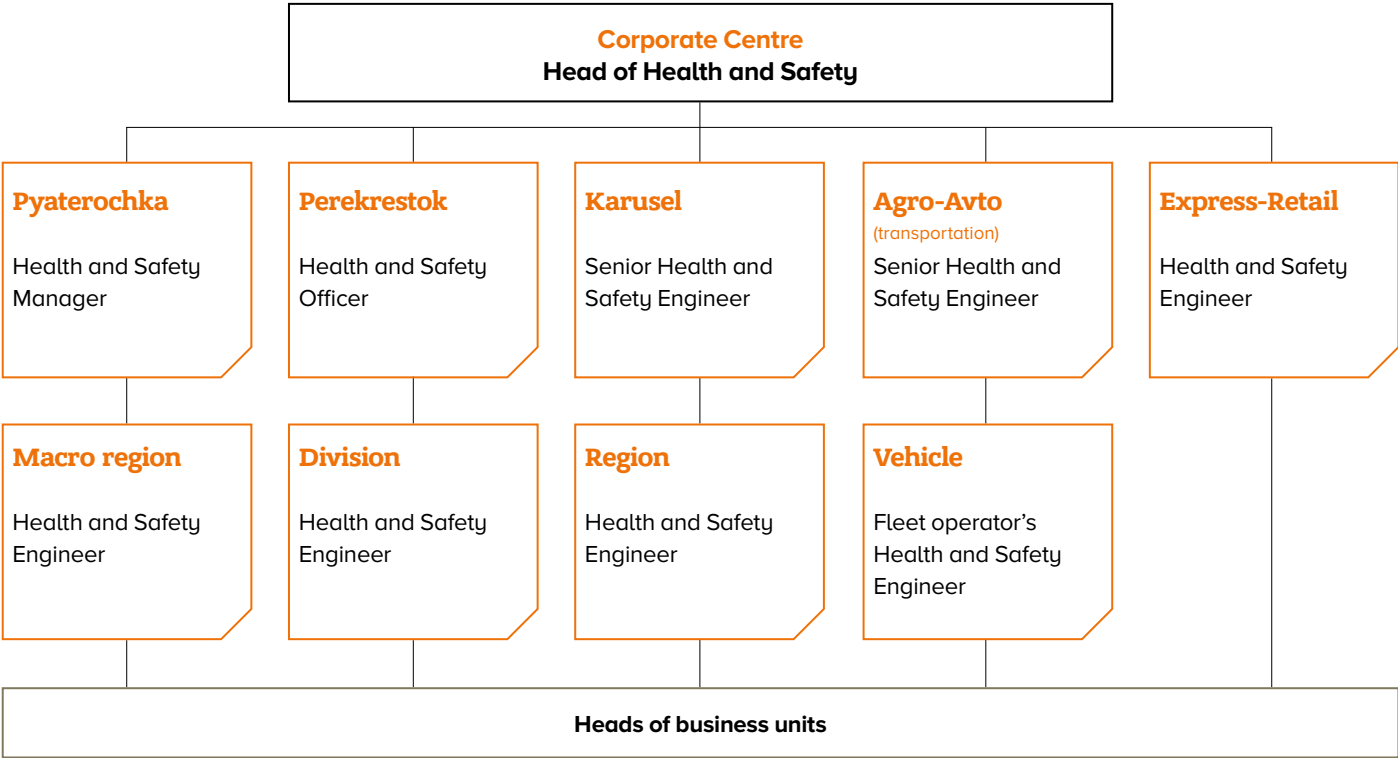 Corporate Centre
Head of Health and Safety
Pyaterochka
Health and Safety
Manager
Perekrestok
Health and Safety
Officer
Karusel
Senior Health and
Safety Engineer
Agro-Avto
(transportation)
Senior Health and
Safety Engineer
Express-Retail
Health and Safety
Engineer
Macro region
Health and Safety
Engineer
Division
Health and Safety
Engineer
Region
Health and Safety
Engineer
Vehicle
Fleet operator’s
Health and Safety
Engineer
Heads of business units